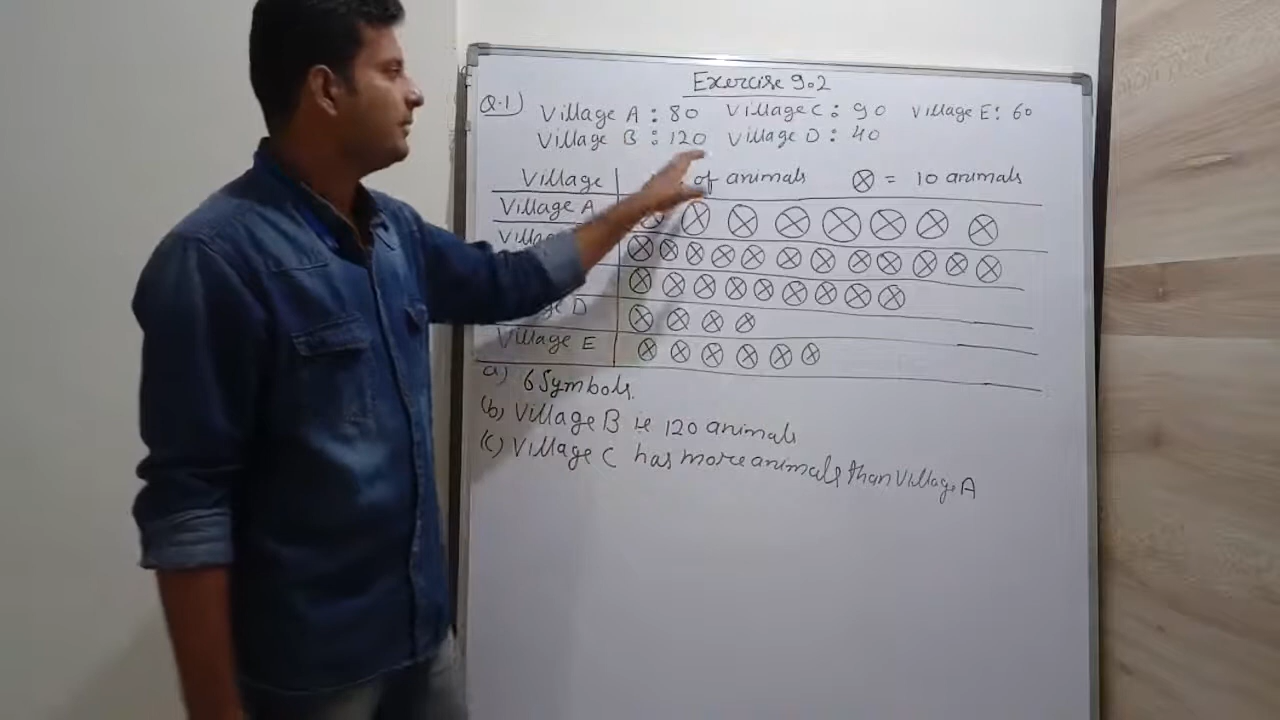 Exercise 9.2
Q.1) Village A : 80 Village C : 90 Village E : 60
Village B : 120 Village D : 40
Village of animals ⊗ = 10 animals
Village A ⊗ ⊗ ⊗ ⊗ ⊗ ⊗ ⊗ ⊗
⊗ ⊗ ⊗ ⊗ ⊗ ⊗ ⊗ ⊗ ⊗ ⊗ ⊗ ⊗
⊗ ⊗ ⊗ ⊗ ⊗ ⊗ ⊗ ⊗ ⊗
D ⊗ ⊗ ⊗ ⊗
Village E ⊗ ⊗ ⊗ ⊗ ⊗ ⊗
a) 6 Symbols.
(b) Village B ie 120 animals
(c) Village C has more animals than Village A